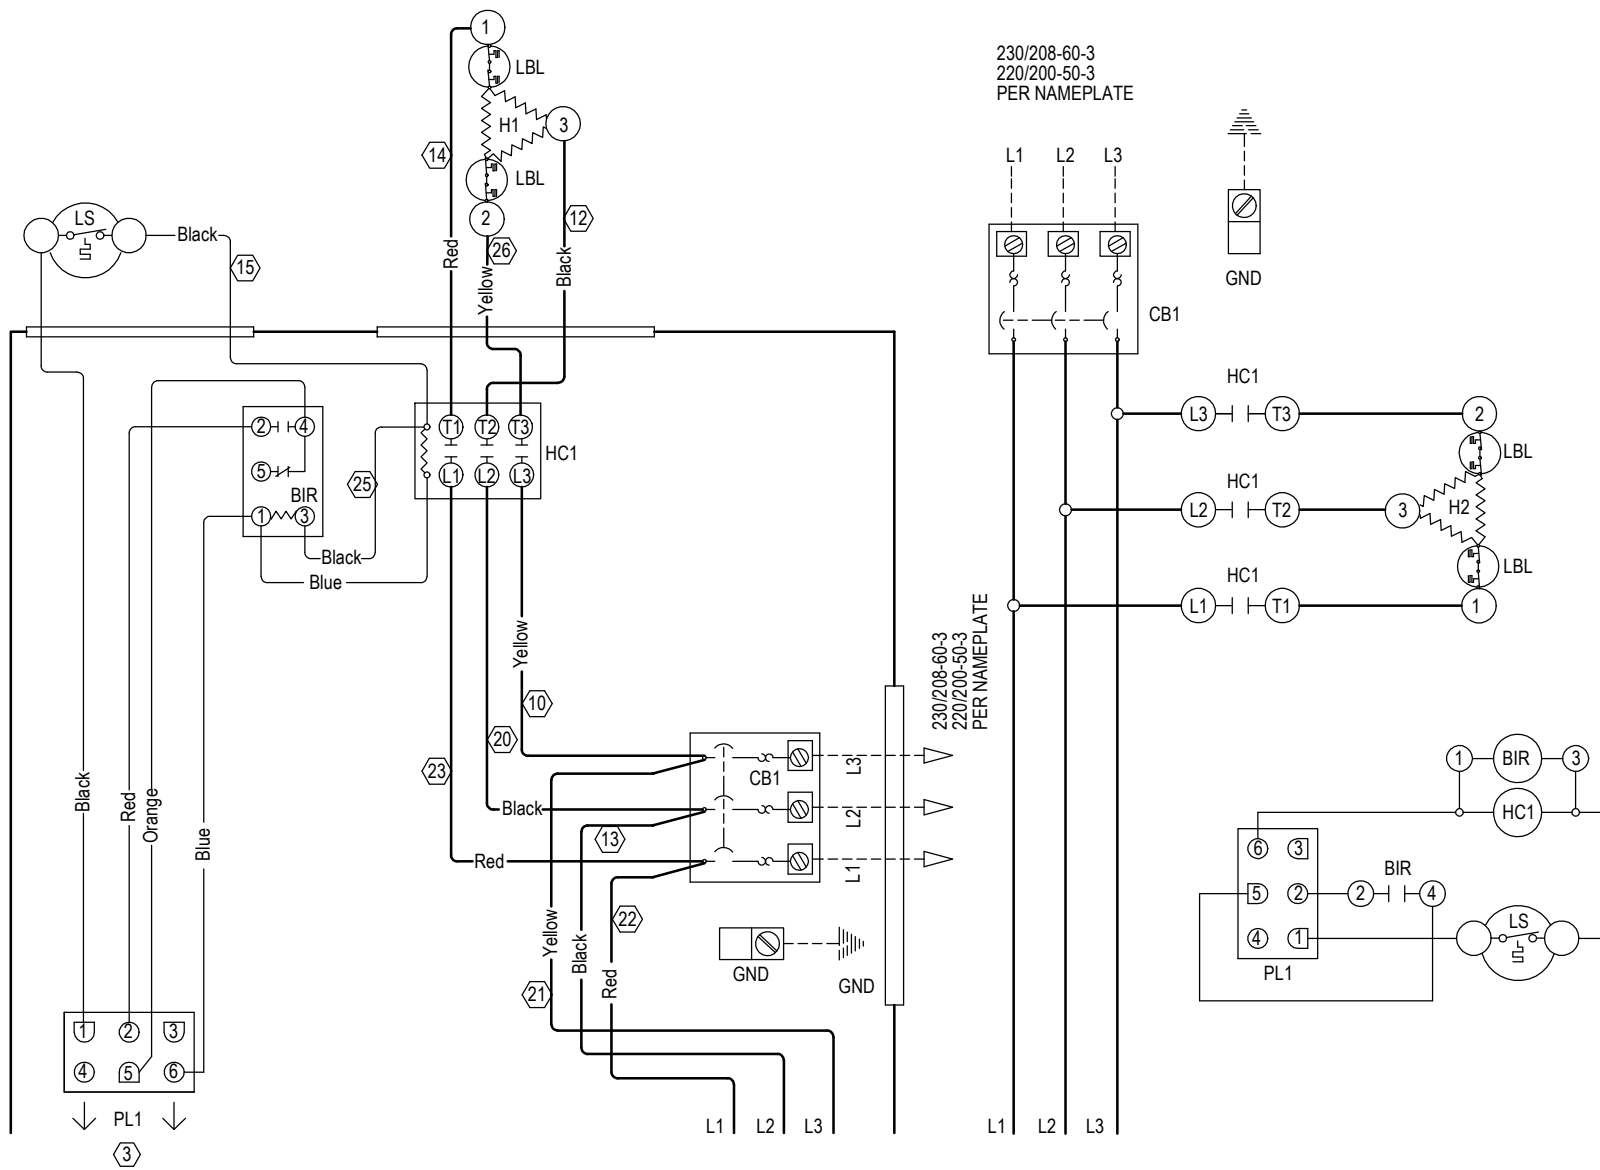 1
LBL
H1
3
14
LBL
2
12
26
LS
Black
15
Red
Yellow
Black
2
4
5
BIR
1
3
25
Black
Blue
T1
T2
T3
L1
L2
L3
HC1
Black
Red
Orange
Blue
Yellow
10
20
23
Black
13
Red
CB1
L3
L2
L1
22
Yellow
Black
Red
21
GND
GND
1
2
3
4
5
6
PL1
3
L1
L2
L3
230/208-60-3
220/200-50-3
PER NAMEPLATE
230/208-60-3
220/200-50-3
PER NAMEPLATE
L1
L2
L3
CB1
GND
HC1
L3
T3
2
LBL
HC1
L2
T2
3
H2
LBL
HC1
L1
T1
1
L1
L2
L3
1
BIR
3
HC1
6
3
5
2
2
BIR
4
4
1
LS
PL1